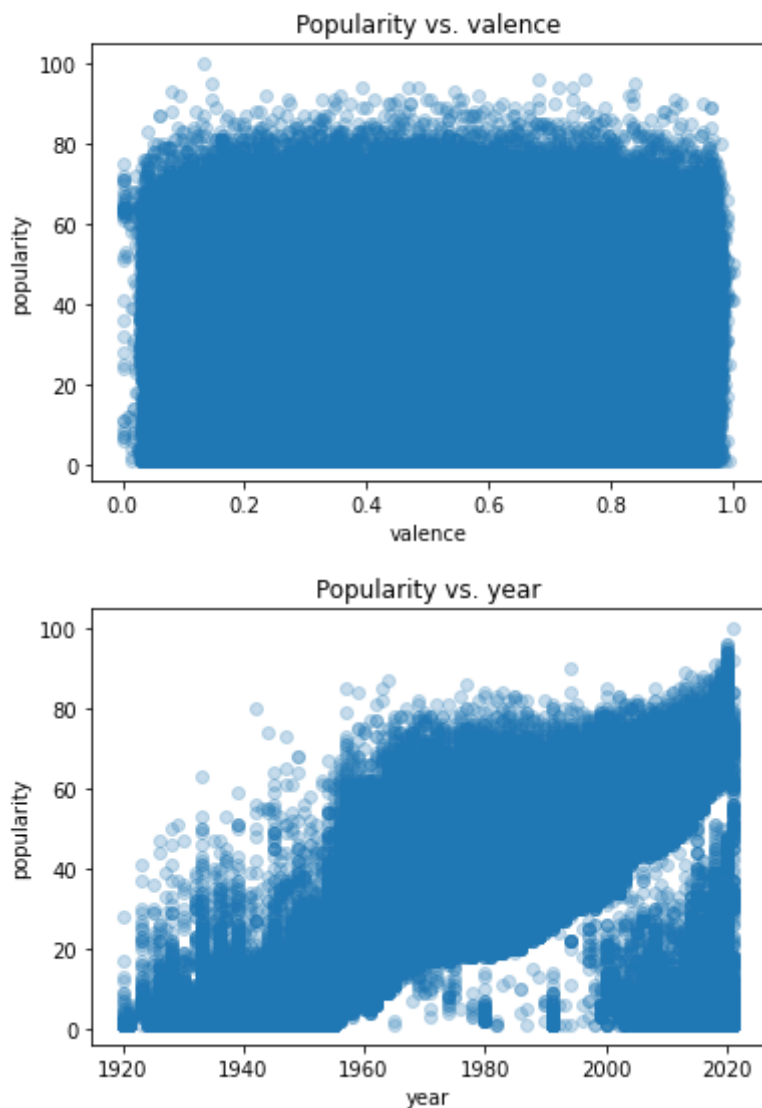 Popularity vs. valence
100
80
60
40
20
0
popularity
0.0 0.2 0.4 0.6 0.8 1.0
valence
Popularity vs. year
100
80
60
40
20
0
popularity
1920 1940 1960 1980 2000 2020
year